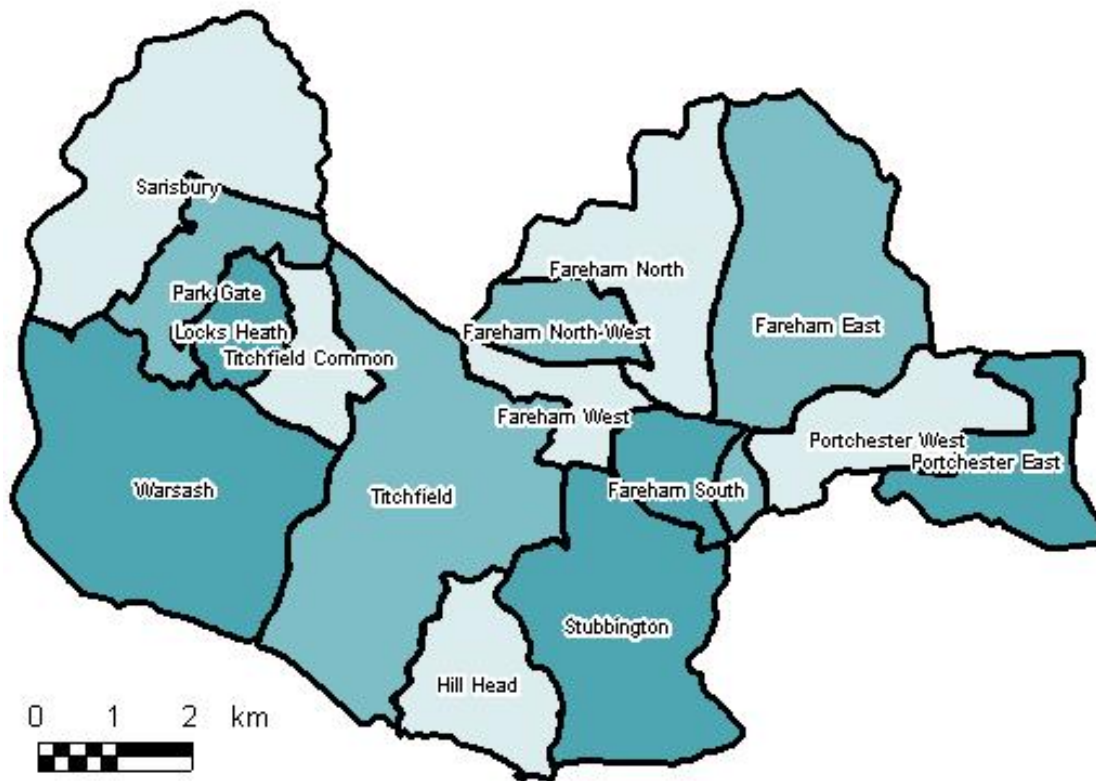 Sarisbury
Fareham North
Park Gate
Locks Heath
Fareham North-West
Fareham East
Titchfield Common
Fareham West
Portchester West
Portchester East
Warsash
Titchfield
Fareham South
Stubbington
Hill Head
0 1 2 km